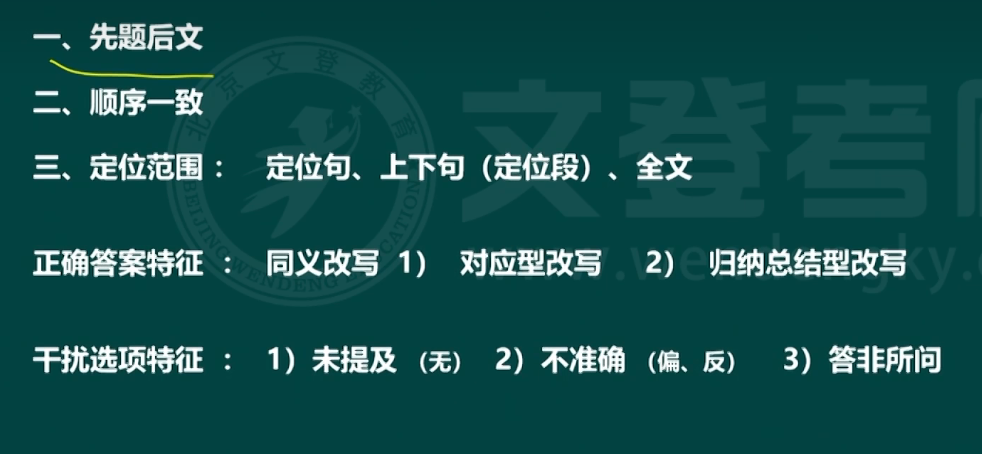 一、先题后文
二、顺序一致
三、定位范围： 定位句、上下句（定位段）、全文
正确答案特征 ： 同义改写 1） 对应型改写 2） 归纳总结型改写
干扰选项特征 ： 1）未提及 （无） 2）不准确 （偏、反） 3）答非所问
北京文登教育
BEIJING WENDENG EDUCATION
文登考
www.wendengky.